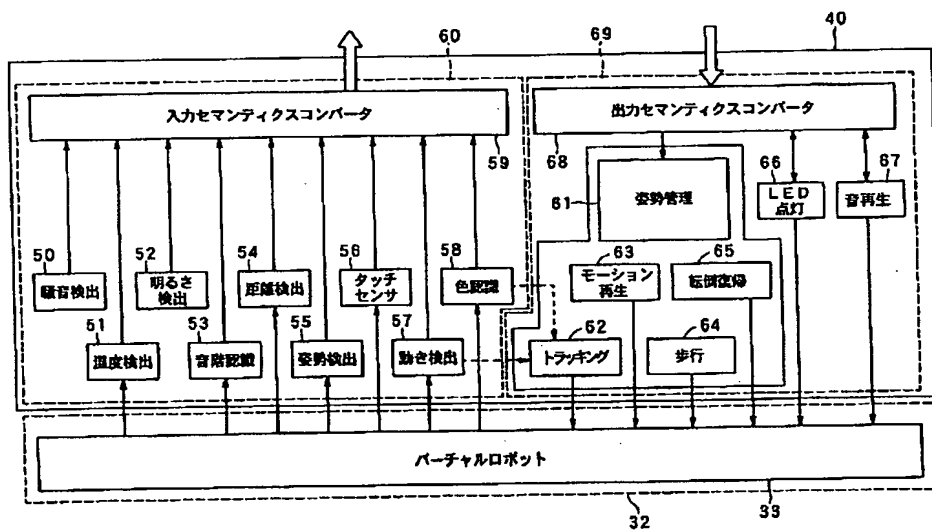 60
69
40
入力セマンティクスコンバータ
59
出力セマンティクスコンバータ
68
66
67
61
姿勢管理
LED
点灯
音再生
50
52
54
56
58
63
65
騒音検出
明るさ
検出
距離検出
タッチ
センサ
色認識
モーション
再生
転倒復帰
51
53
55
57
62
64
温度検出
音階認識
姿勢検出
動き検出
トラッキング
歩行
バーチャルロボット
32
33